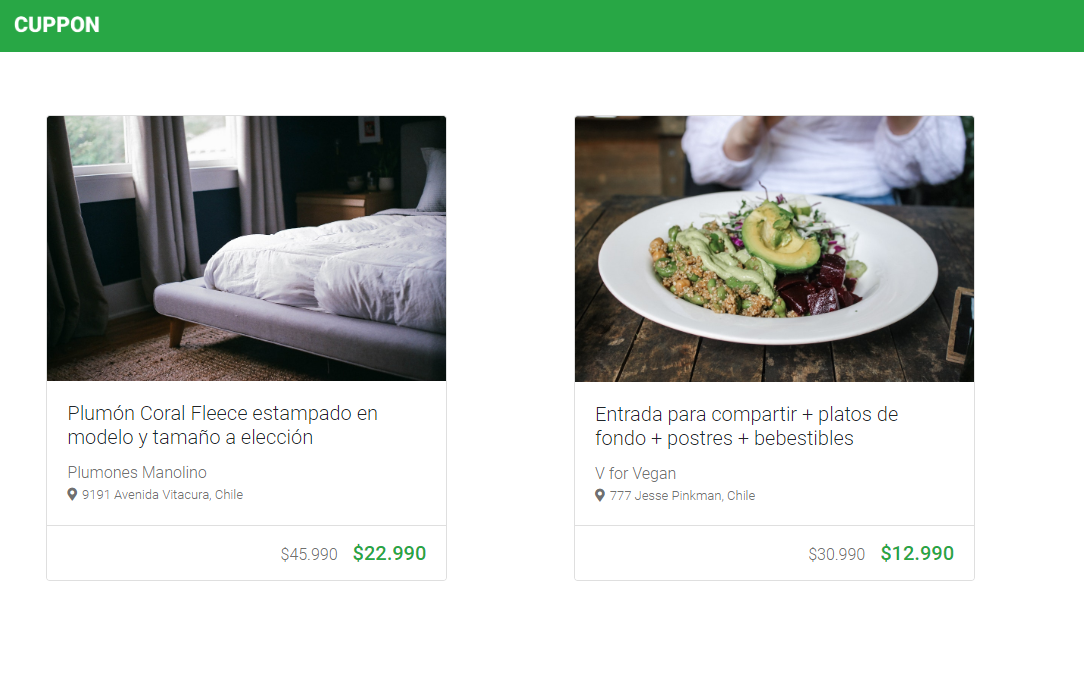 CUPPON
Plumón Coral Fleece estampado en
modelo y tamaño a elección
Plumones Manolino
9191 Avenida Vitacura, Chile
$45.990 $22.990
Entrada para compartir + platos de
fondo + postres + bebestibles
V for Vegan
777 Jesse Pinkman, Chile
$30.990 $12.990